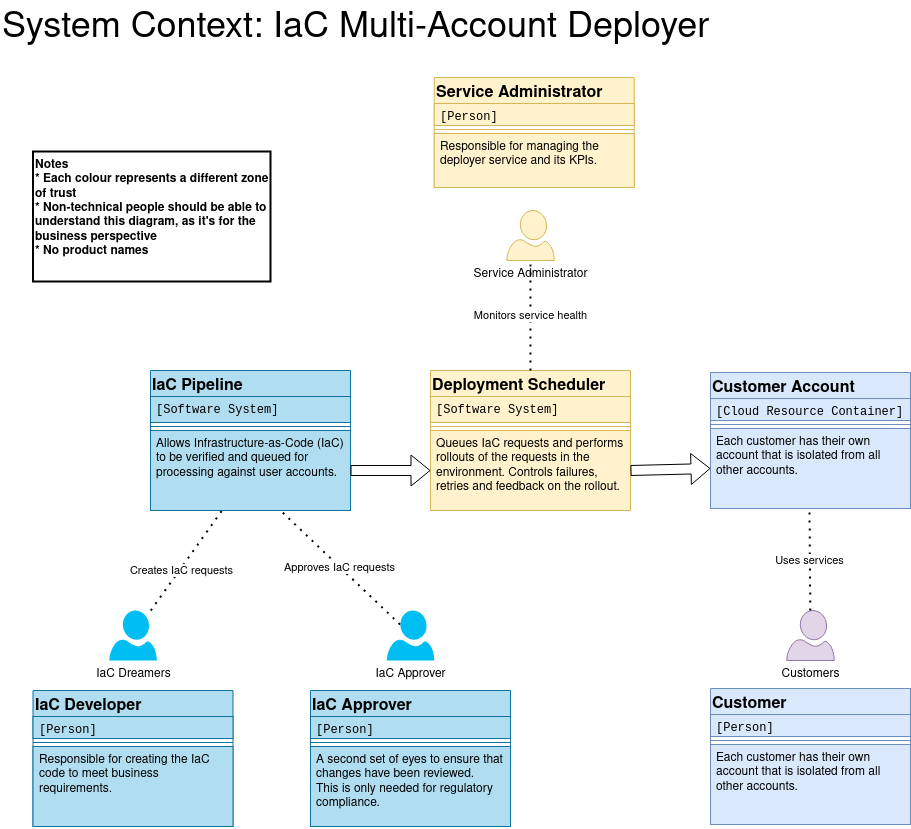 System Context: IaC Multi-Account Deployer
Service Administrator
[Person]
Responsible for managing the
deployer service and its KPIs.
Notes
* Each colour represents a different zone
of trust
* Non-technical people should be able to
understand this diagram, as it's for the
business perspective
* No product names
Service Administrator
Monitors service health
IaC Pipeline
[Software System]
Allows Infrastructure-as-Code (IaC)
to be verified and queued for
processing against user accounts.
Deployment Scheduler
[Software System]
Queues IaC requests and performs
rollouts of the requests in the
environment. Controls failures,
retries and feedback on the rollout.
Customer Account
[Cloud Resource Container]
Each customer has their own
account that is isolated from all
other accounts.
Creates IaC requests
Approves IaC requests
Uses services
IaC Dreamers
IaC Approver
Customers
IaC Developer
[Person]
Responsible for creating the IaC
code to meet business
requirements.
IaC Approver
[Person]
A second set of eyes to ensure that
changes have been reviewed.
This is only needed for regulatory
compliance.
Customer
[Person]
Each customer has their own
account that is isolated from all
other accounts.